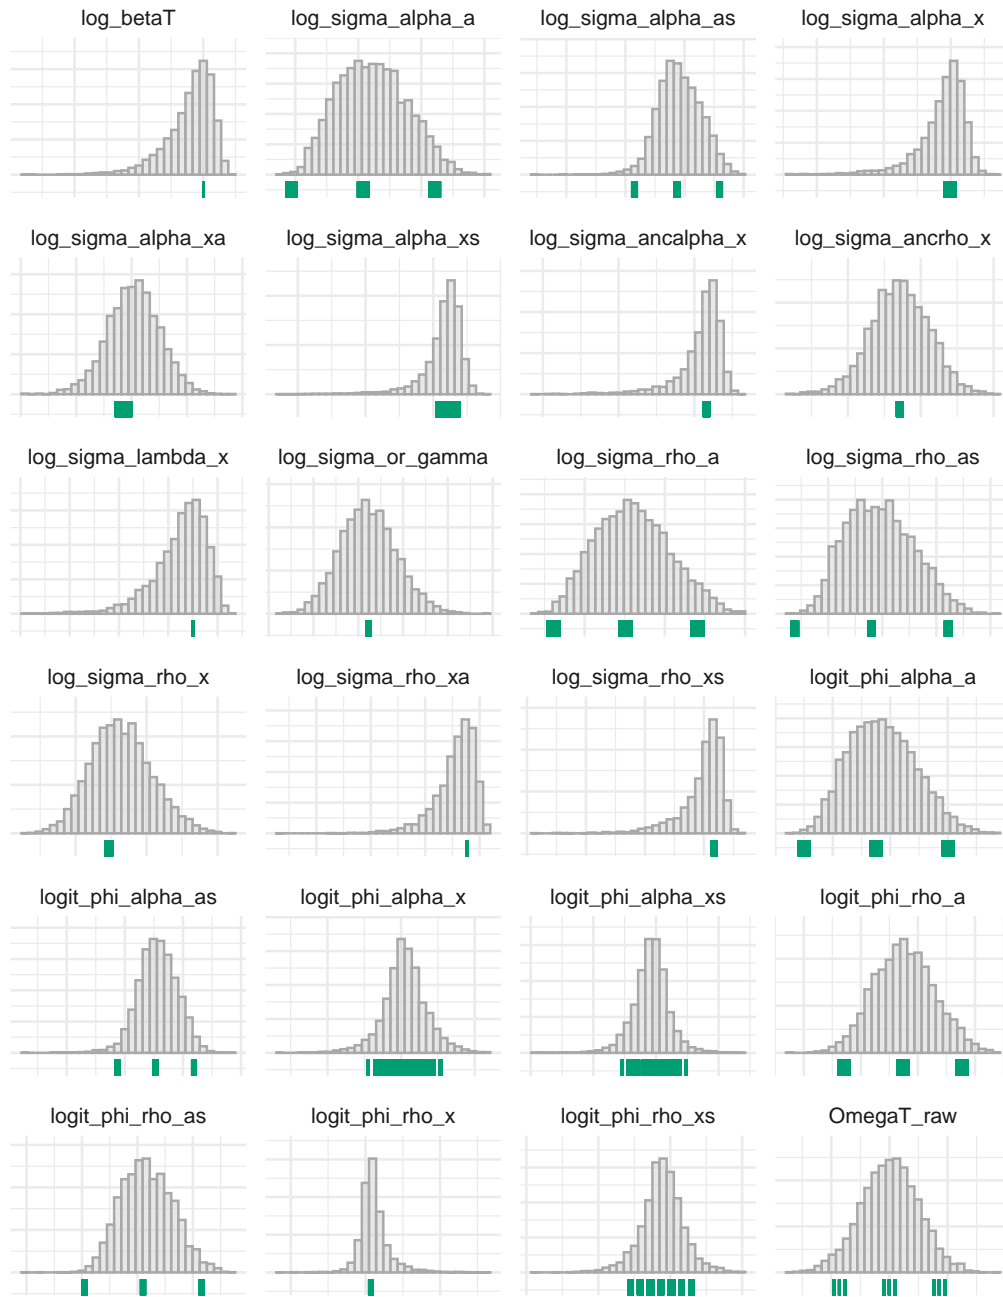 log_betaT
log_sigma_alpha_a
log_sigma_alpha_as
log_sigma_alpha_x
log_sigma_alpha_xa
log_sigma_alpha_xs
log_sigma_ancalpha_x
log_sigma_ancrho_x
log_sigma_lambda_x
log_sigma_or_gamma
log_sigma_rho_a
log_sigma_rho_as
log_sigma_rho_x
log_sigma_rho_xa
log_sigma_rho_xs
logit_phi_alpha_a
logit_phi_alpha_as
logit_phi_alpha_x
logit_phi_alpha_xs
logit_phi_rho_a
logit_phi_rho_as
logit_phi_rho_x
logit_phi_rho_xs
OmegaT_raw